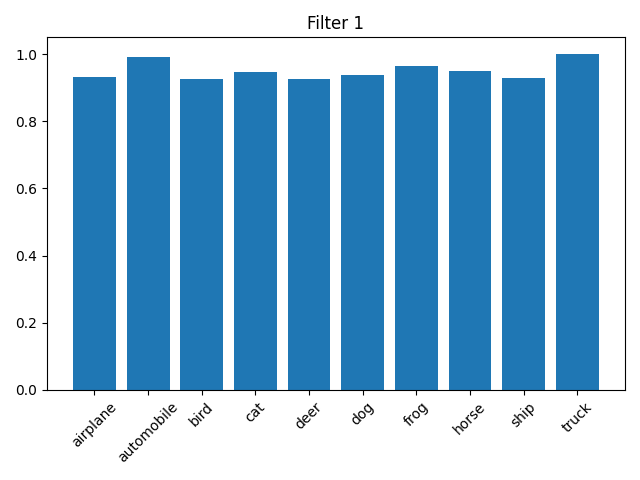 Filter 1
1.0
0.8
0.6
0.4
0.2
0.0
airplane
automobile
bird
cat
deer
dog
frog
horse
ship
truck